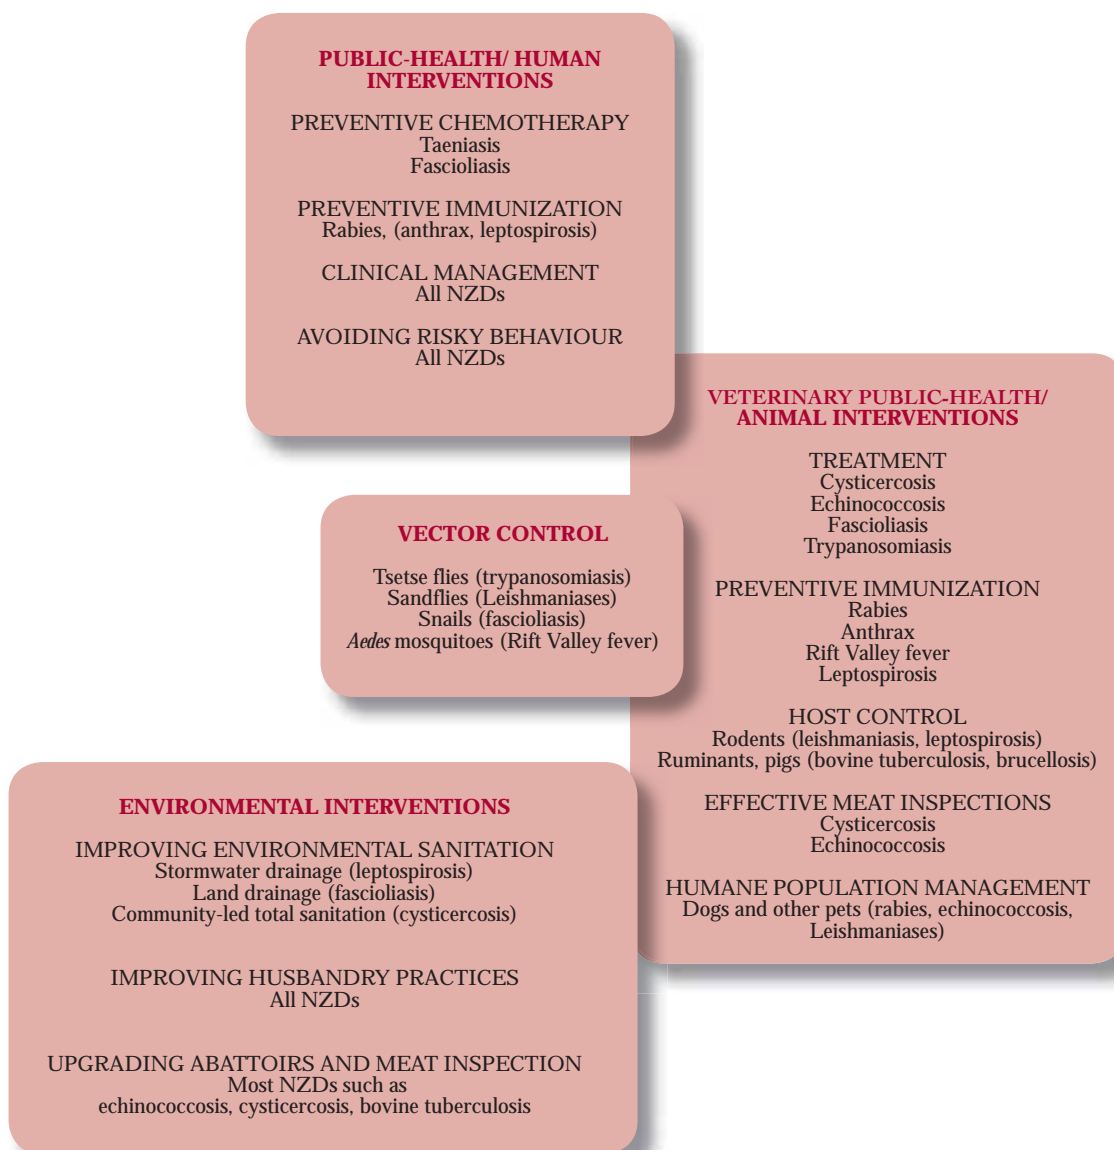 PUBLIC-HEALTH/ HUMAN
INTERVENTIONS
PREVENTIVE CHEMOTHERAPY
Taeniasis
Fascioliasis
PREVENTIVE IMMUNIZATION
Rabies, (anthrax, leptospirosis)
CLINICAL MANAGEMENT
All NZDs
AVOIDING RISKY BEHAVIOUR
All NZDs
VETERINARY PUBLIC-HEALTH/
ANIMAL INTERVENTIONS
TREATMENT
Cysticercosis
Echinococcosis
Fascioliasis
Trypanosomiasis
PREVENTIVE IMMUNIZATION
Rabies
Anthrax
Rift Valley fever
Leptospirosis
HOST CONTROL
Rodents (leishmaniasis, leptospirosis)
Ruminants, pigs (bovine tuberculosis, brucellosis)
EFFECTIVE MEAT INSPECTIONS
Cysticercosis
Echinococcosis
HUMANE POPULATION MANAGEMENT
Dogs and other pets (rabies, echinococcosis,
Leishmaniases)
VECTOR CONTROL
Tsetse flies (trypanosomiasis)
Sandflies (Leishmaniases)
Snails (fascioliasis)
Aedes mosquitoes (Rift Valley fever)
ENVIRONMENTAL INTERVENTIONS
IMPROVING ENVIRONMENTAL SANITATION
Stormwater drainage (leptospirosis)
Land drainage (fascioliasis)
Community-led total sanitation (cysticercosis)
IMPROVING HUSBANDRY PRACTICES
All NZDs
UPGRADING ABATTOIRS AND MEAT INSPECTION
Most NZDs such as
echinococcosis, cysticercosis, bovine tuberculosis